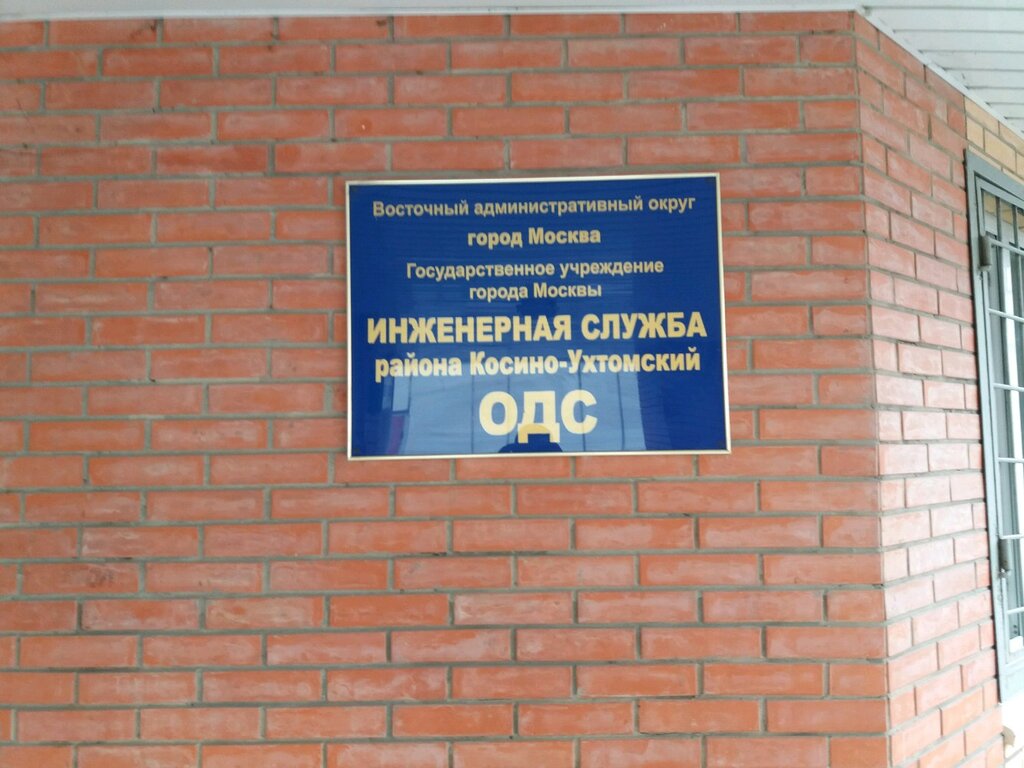 Восточный административный округ
город Москва
Государственное учреждение
города Москвы
ИНЖЕНЕРНАЯ СЛУЖБА
района Косино-Ухтомский
ОДС